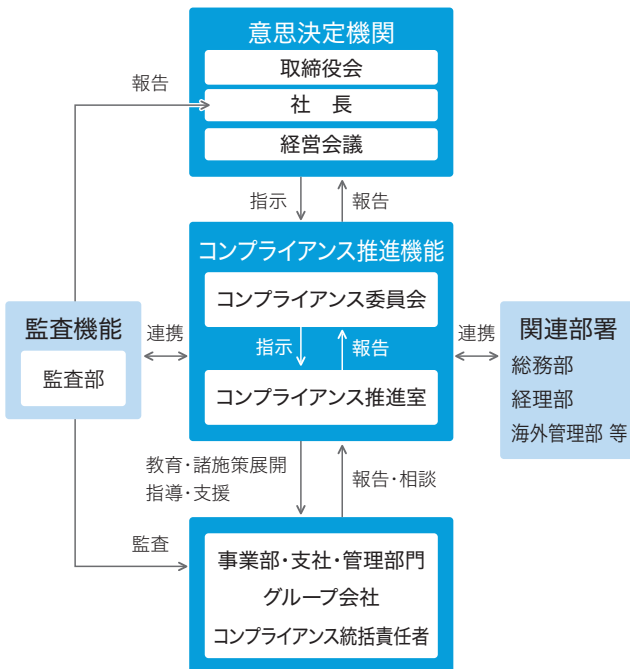 意思決定機関
取締役会
報告
社　長
経営会議
指示
報告
コンプライアンス推進機能
コンプライアンス委員会
監査機能
連携
指示
報告
連携
関連部署
監査部
総務部
コンプライアンス推進室
経理部
海外管理部 等
教育・諸施策展開
指導・支援
報告・相談
監査
事業部・支社・管理部門
グループ会社
コンプライアンス統括責任者